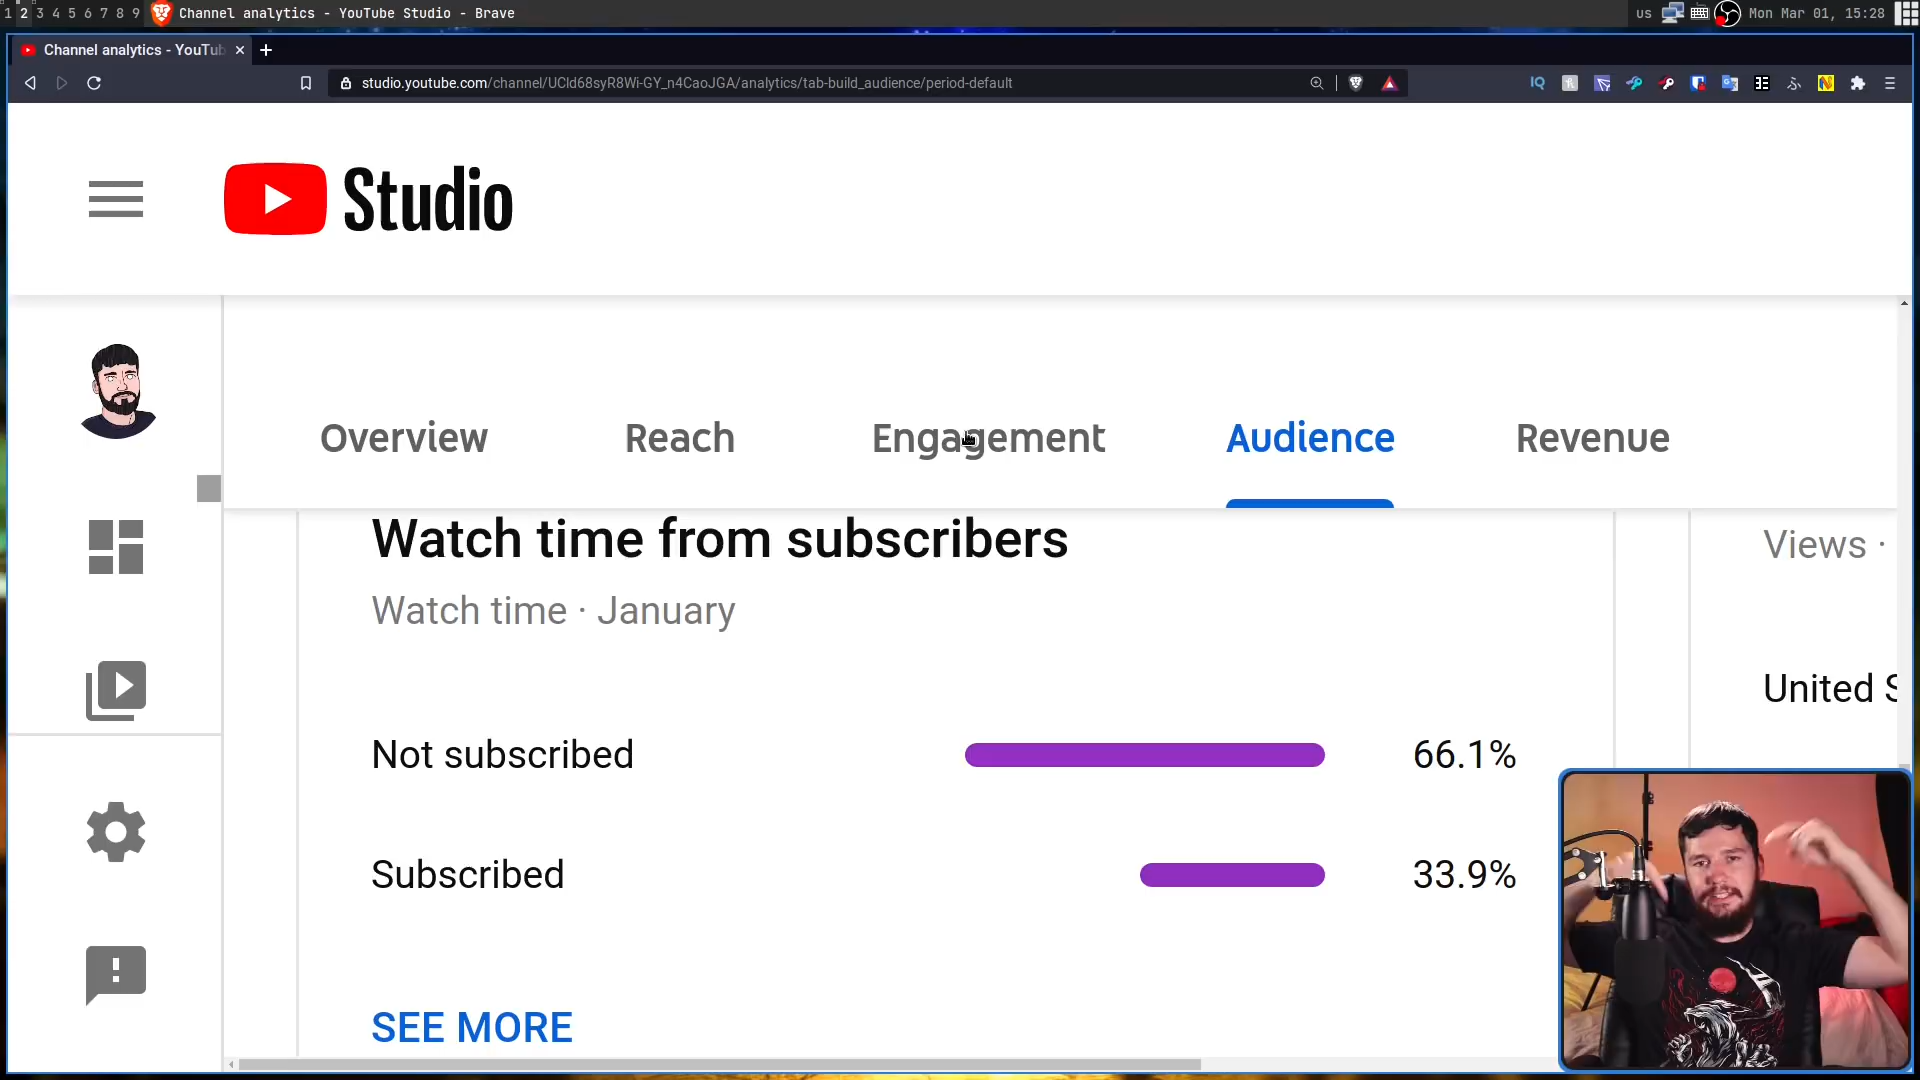 1 2 3 4 5 6 7 8 9 Channel analytics - YouTube Studio - Brave us Mon Mar 01, 15:28
Channel analytics - YouTub
studio.youtube.com/channel/UCld68syR8Wi-GY_n4CaoJGA/analytics/tab-build_audience/period-default
IQ
Studio
Overview Reach Engagement Audience Revenue
Watch time from subscribers
Watch time · January
Views ·
United S
Not subscribed 66.1%
Subscribed 33.9%
SEE MORE